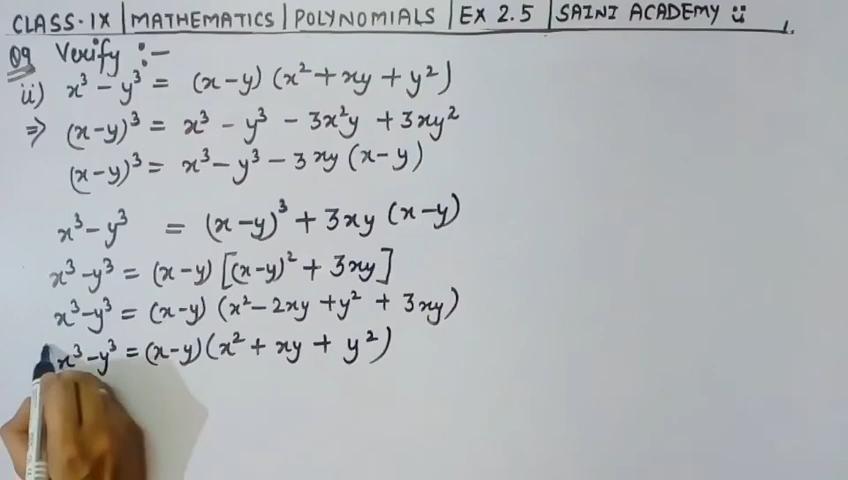 CLASS-IX | MATHEMATICS | POLYNOMIALS | EX 2.5 | SAINI ACADEMY
Q9 Verify :-
ii) x³ - y³ = (x-y) (x² + xy + y²)
⇒ (x-y)³ = x³ - y³ - 3x²y + 3xy²
(x-y)³ = x³ - y³ - 3xy (x-y)
x³ - y³ = (x-y)³ + 3xy (x-y)
x³ - y³ = (x-y) [(x-y)² + 3xy]
x³ - y³ = (x-y) (x² - 2xy + y² + 3xy)
x³ - y³ = (x-y) (x² + xy + y²)